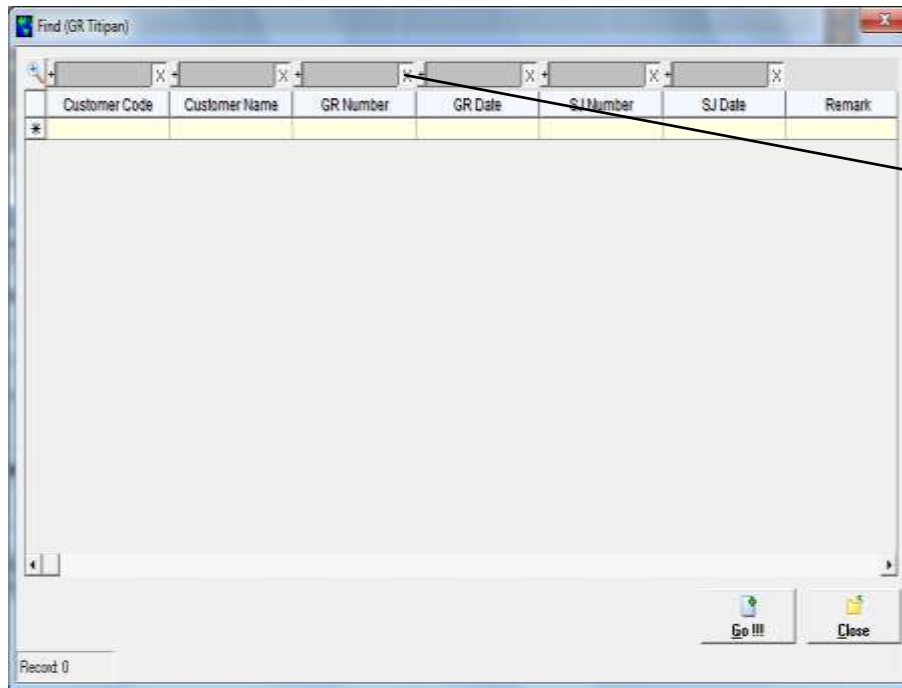 Find (GR Titipan)
+ X + X + X + X + X + X
Customer Code Customer Name GR Number GR Date SJ Number SJ Date Remark
*
Go !!! Close
Record: 0